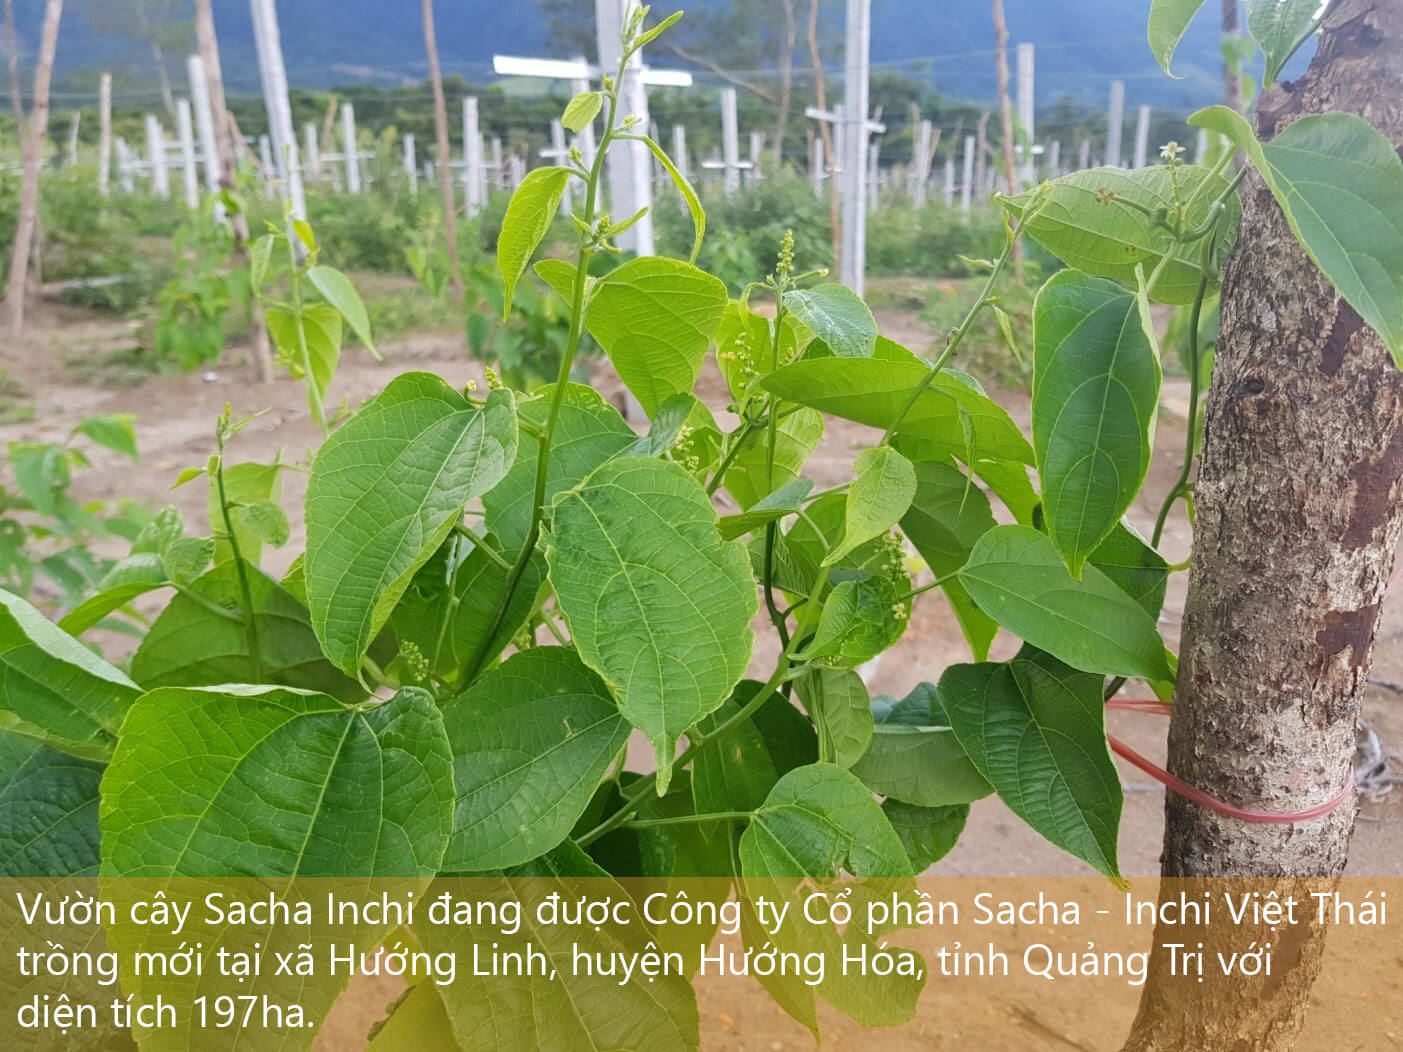 Vườn cây Sacha Inchi đang được Công ty Cổ phần Sacha - Inchi Việt Thái
trồng mới tại xã Hướng Linh, huyện Hướng Hóa, tỉnh Quảng Trị với
diện tích 197ha.